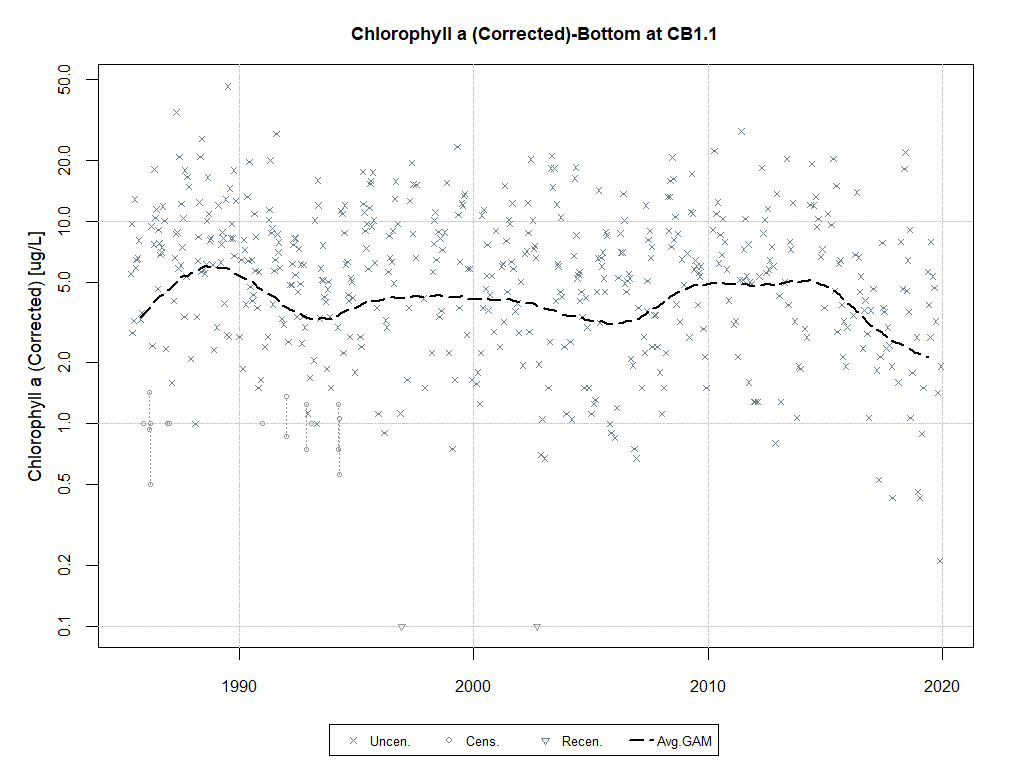 Chlorophyll a (Corrected)-Bottom at CB1.1
Chlorophyll a (Corrected) [ug/L]
50.0
20.0
10.0
5.0
2.0
1.0
0.5
0.2
0.1
1990 2000 2010 2020
Uncen. Cens. Recen. Avg.GAM